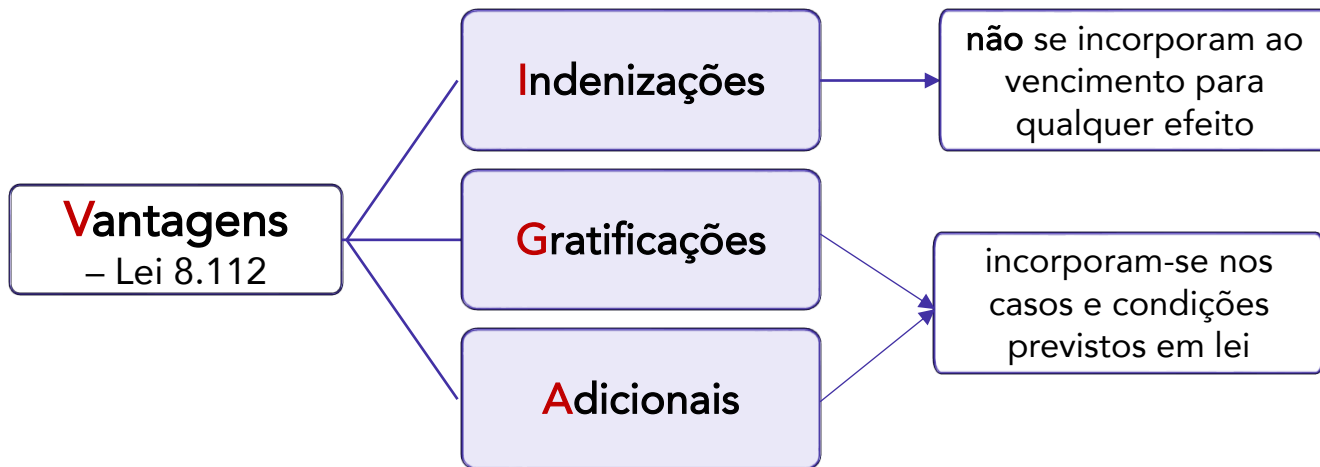 Vantagens
– Lei 8.112
Indenizações
não se incorporam ao
vencimento para
qualquer efeito
Gratificações
Adicionais
incorporam-se nos
casos e condições
previstos em lei